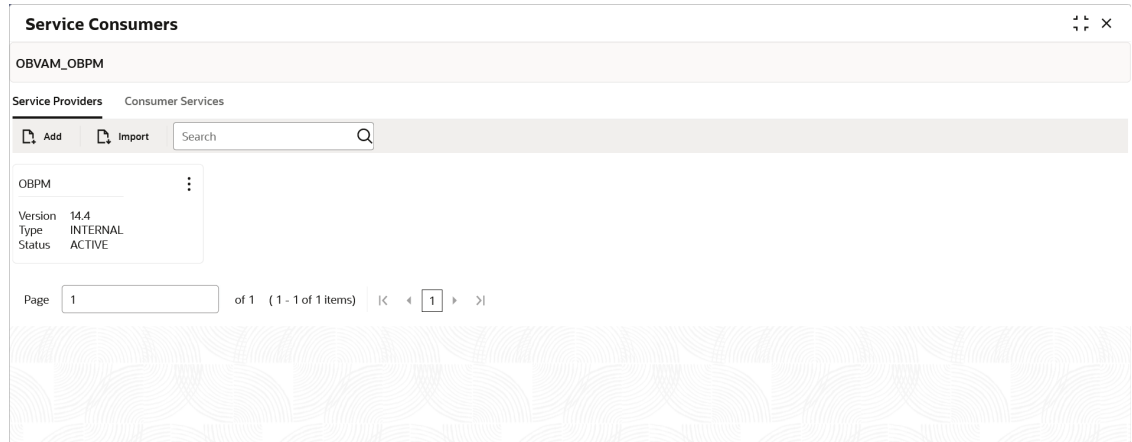 Service Consumers
OBVAM_OBPM
Service Providers Consumer Services
Add Import Search
OBPM
Version 14.4
Type INTERNAL
Status ACTIVE
Page 1 of 1 ( 1 - 1 of 1 items) 1